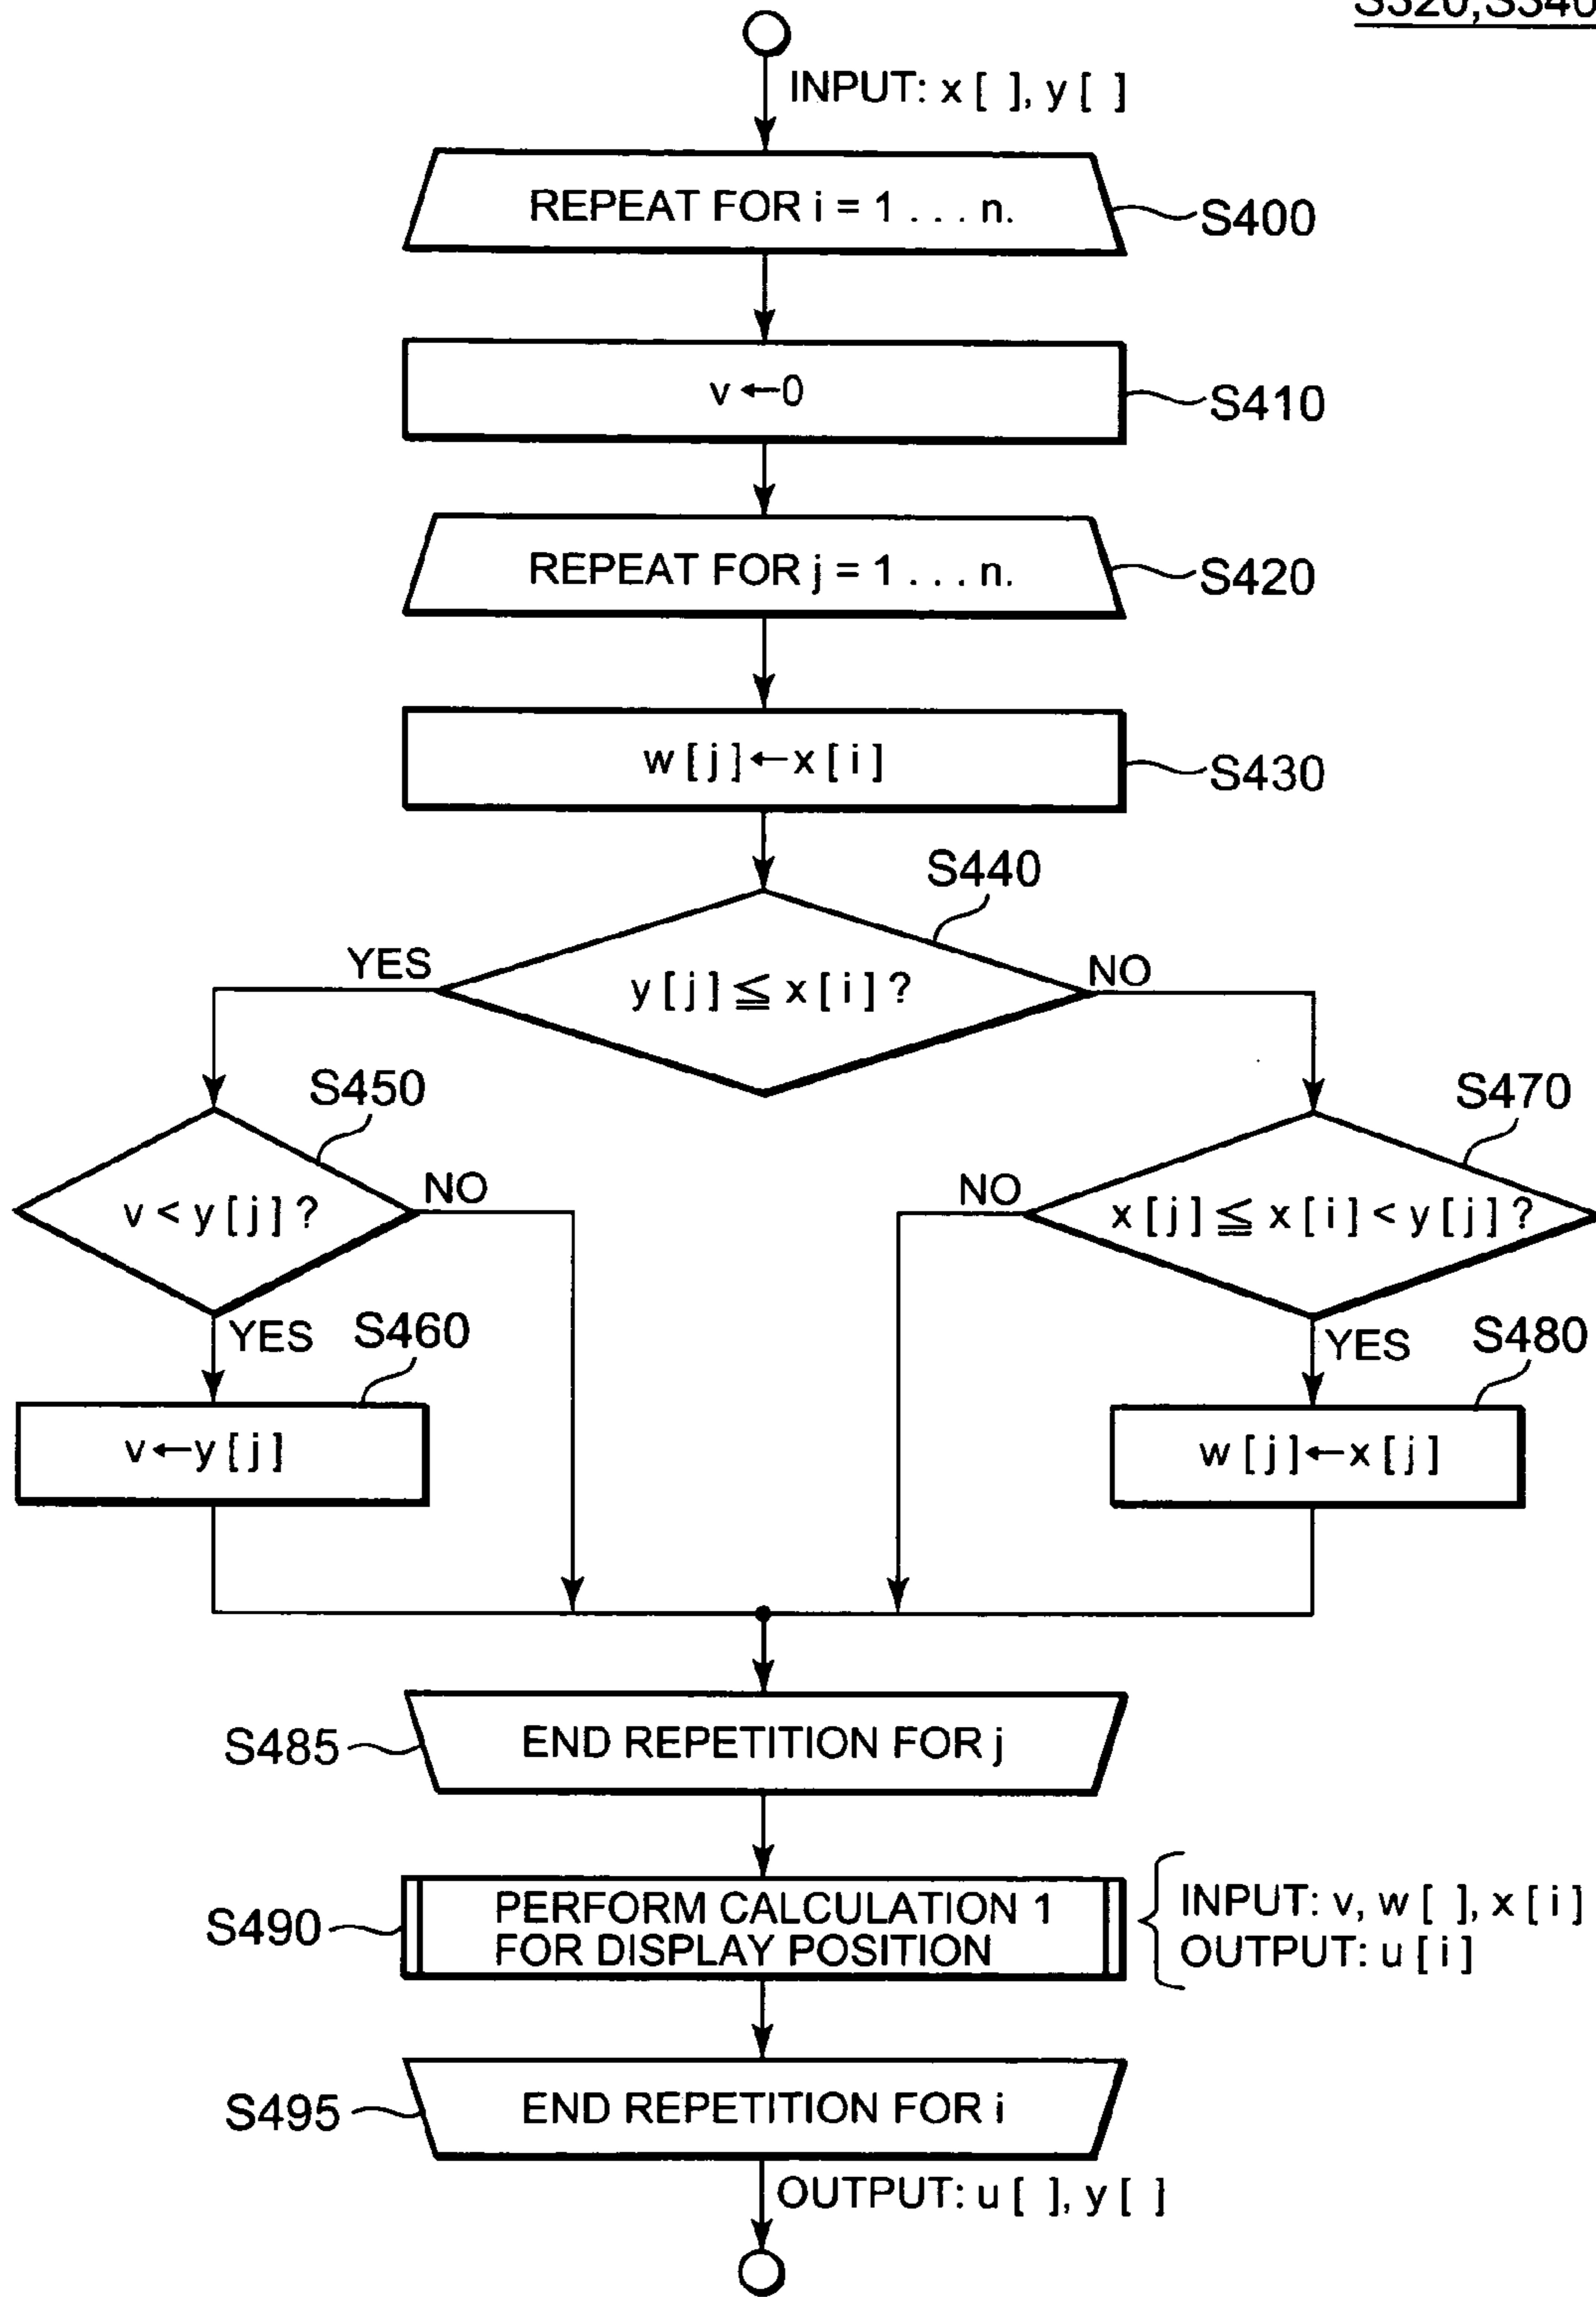 S320,S340
INPUT: x [ ], y [ ]
REPEAT FOR i = 1 . . . n.
S400
v ← 0
S410
REPEAT FOR j = 1 . . . n.
S420
w [ j ] ← x [ i ]
S430
S440
YES
y [ j ] ≦ x [ i ] ?
NO
S450
S470
v < y [ j ] ?
NO
NO
x [ j ] ≦ x [ i ] < y [ j ] ?
YES
S460
YES
S480
v ← y [ j ]
w [ j ] ← x [ j ]
S485
END REPETITION FOR j
S490
PERFORM CALCULATION 1
FOR DISPLAY POSITION
INPUT: v, w [ ], x [ i ]
OUTPUT: u [ i ]
S495
END REPETITION FOR i
OUTPUT: u [ ], y [ ]